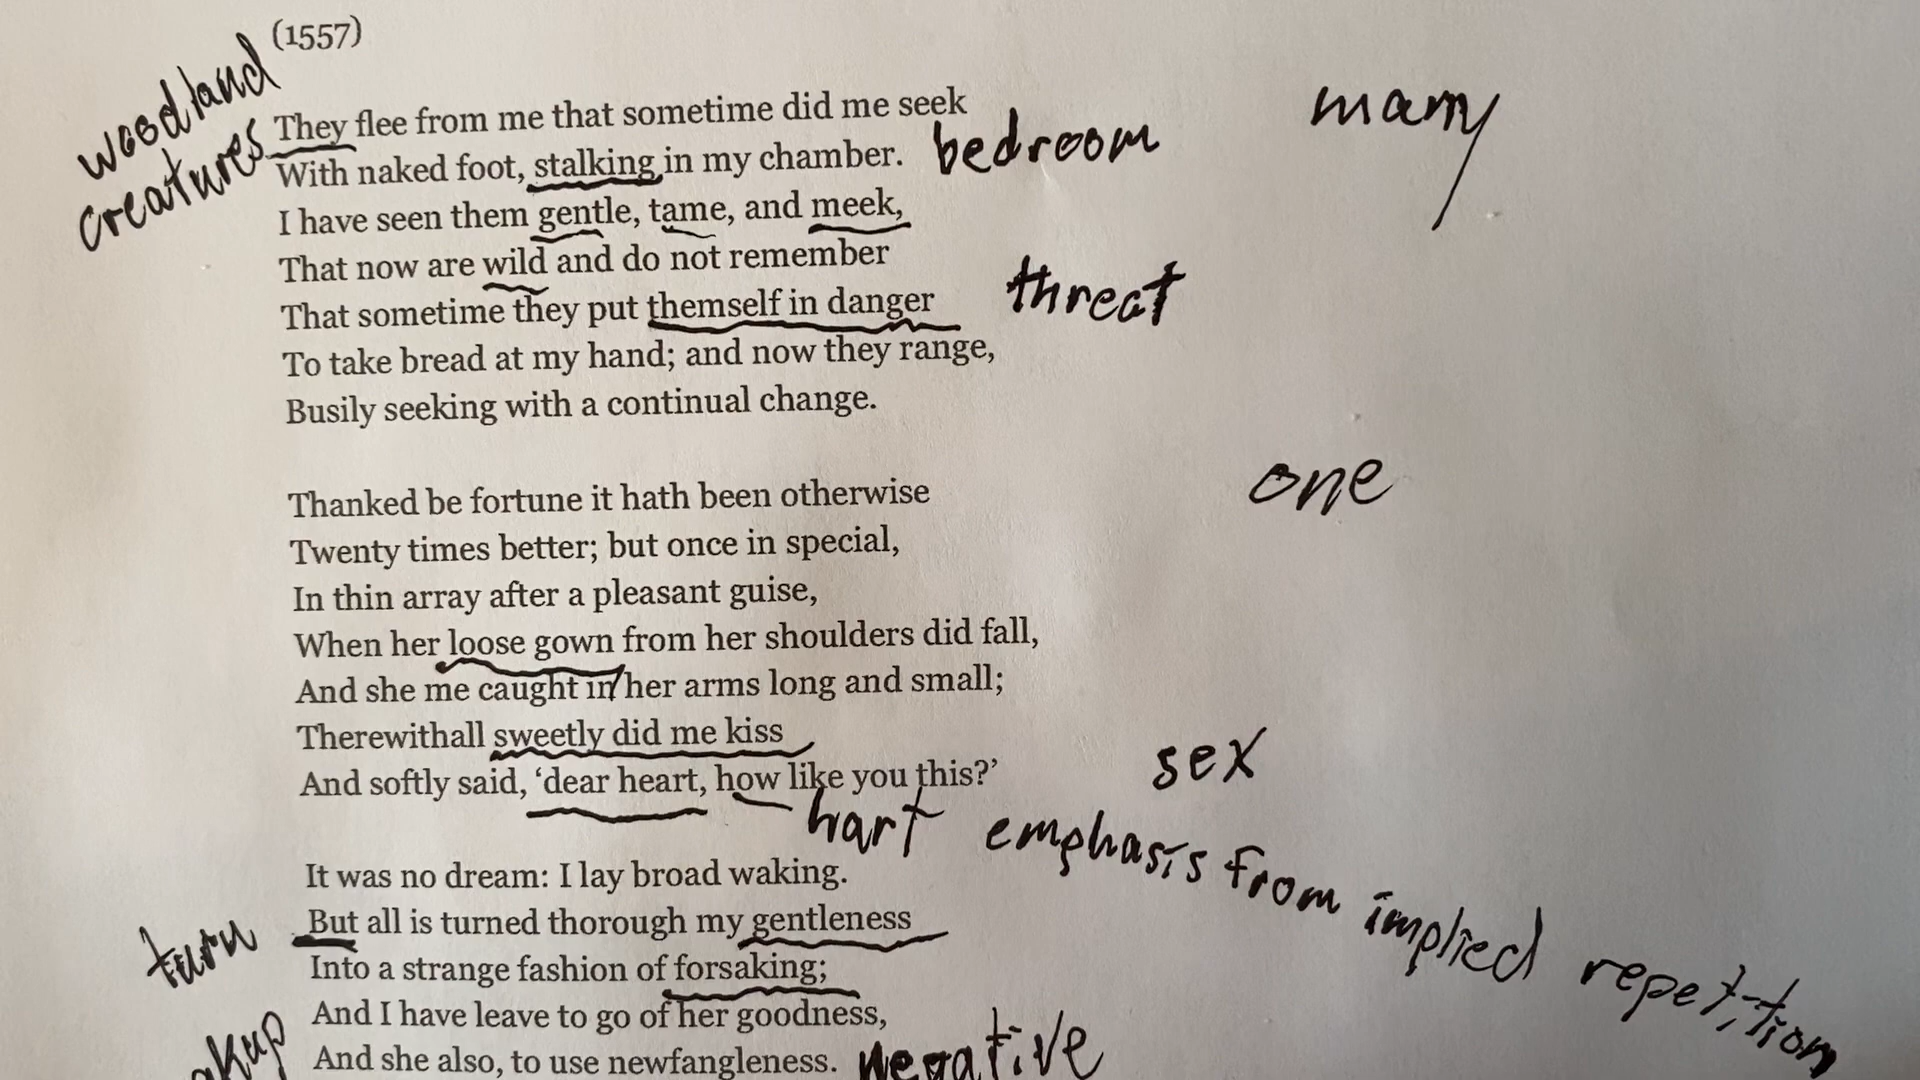 (1557)
woodland
creatures
They flee from me that sometime did me seek
many
With naked foot, stalking in my chamber.
bedroom
I have seen them gentle, tame, and meek,
That now are wild and do not remember
That sometime they put themself in danger
threat
To take bread at my hand; and now they range,
Busily seeking with a continual change.
Thanked be fortune it hath been otherwise
one
Twenty times better; but once in special,
In thin array after a pleasant guise,
When her loose gown from her shoulders did fall,
And she me caught in her arms long and small;
Therewithall sweetly did me kiss
And softly said, ‘dear heart, how like you this?’
sex
hart
emphasis from implied repetition
It was no dream: I lay broad waking.
turn
But all is turned thorough my gentleness
Into a strange fashion of forsaking;
And I have leave to go of her goodness,
And she also, to use newfangleness.
negative